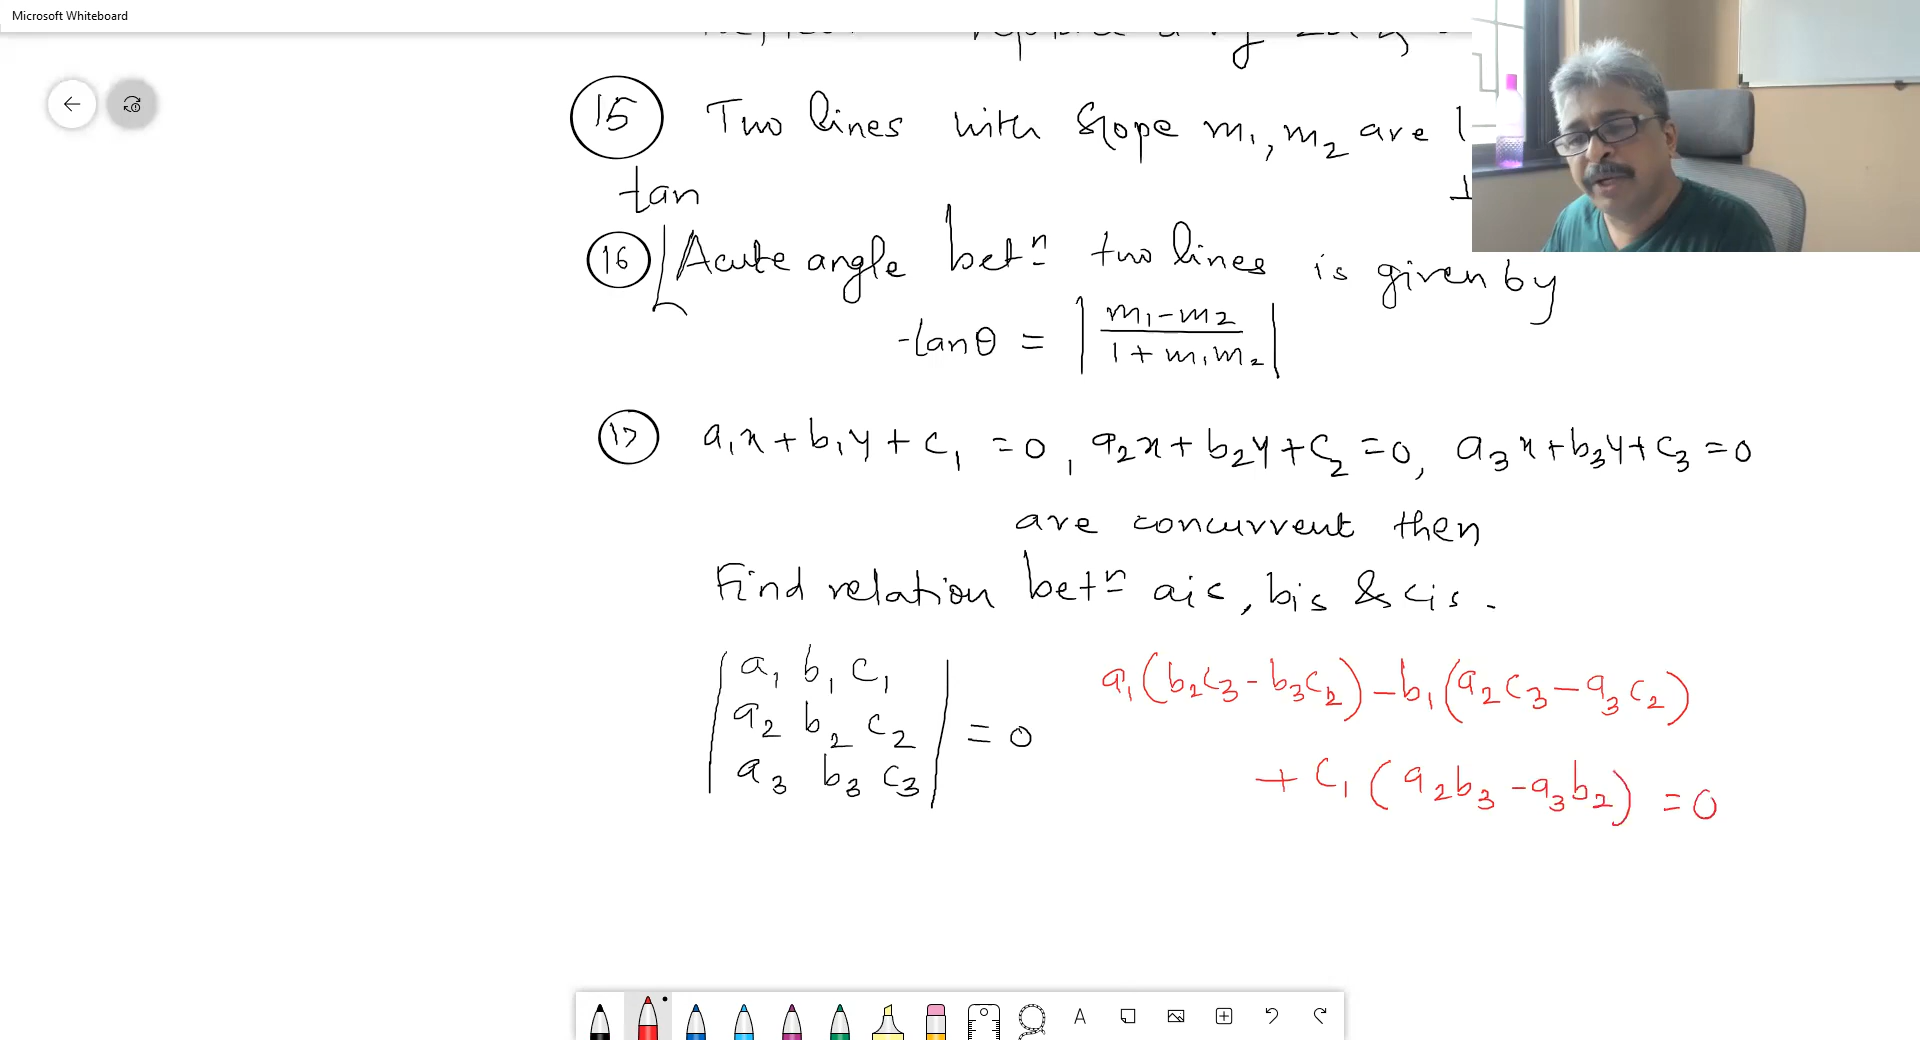 Microsoft Whiteboard
15 Two lines with slope m₁, m₂ are
tan
16 Acute angle betⁿ two lines is given by
tanθ = |(m₁-m₂)/(1+m₁m₂)|
17 a₁x+b₁y+c₁=0, a₂x+b₂y+c₂=0, a₃x+b₃y+c₃=0
are concurrent then
Find relation betⁿ ais, bis & cis.
|a₁ b₁ c₁|
|a₂ b₂ c₂| = 0
|a₃ b₃ c₃|
a₁(b₂c₃-b₃c₂)-b₁(a₂c₃-a₃c₂)
+c₁(a₂b₃-a₃b₂)=0
A